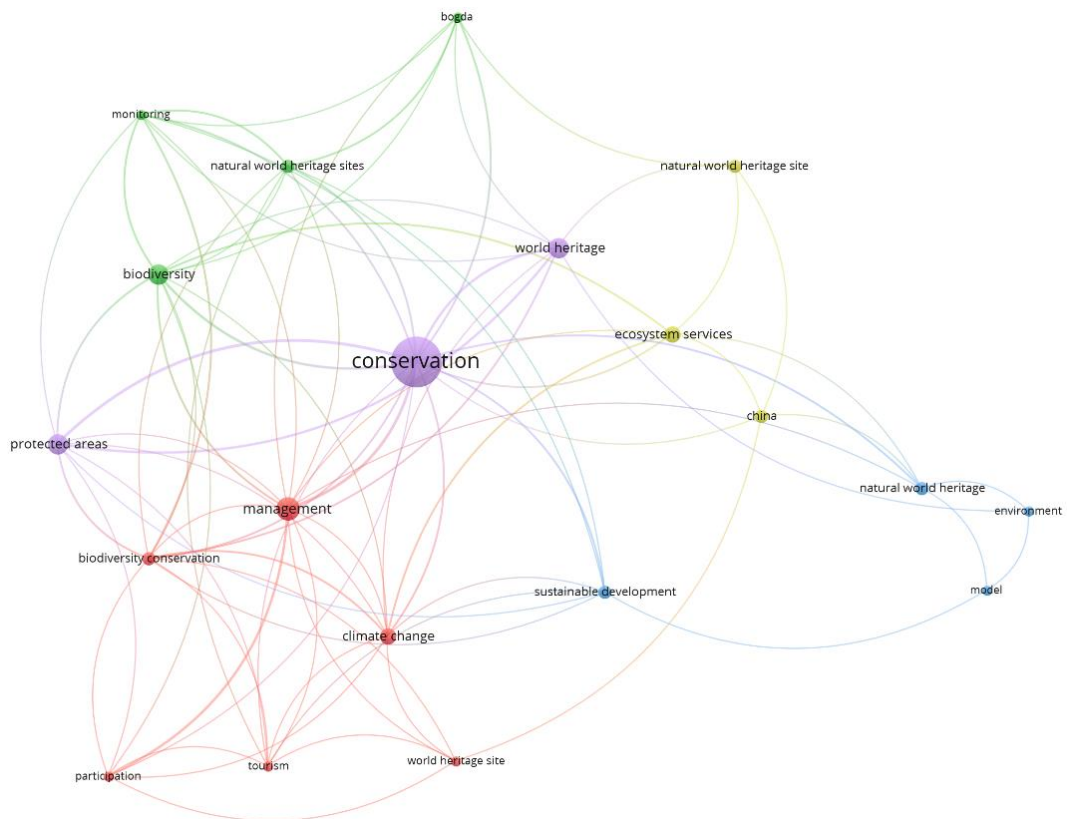 bogda
monitoring
natural world heritage sites
natural world heritage site
world heritage
biodiversity
ecosystem services
conservation
china
protected areas
natural world heritage
management
environment
biodiversity conservation
model
sustainable development
climate change
world heritage site
tourism
participation